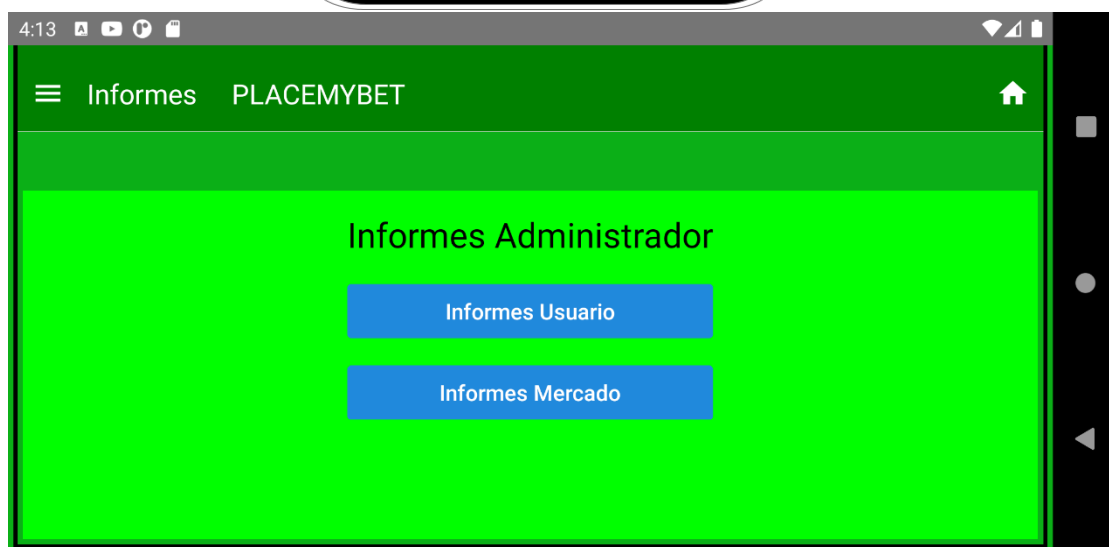 4:13
Informes PLACEMYBET
Informes Administrador
Informes Usuario
Informes Mercado